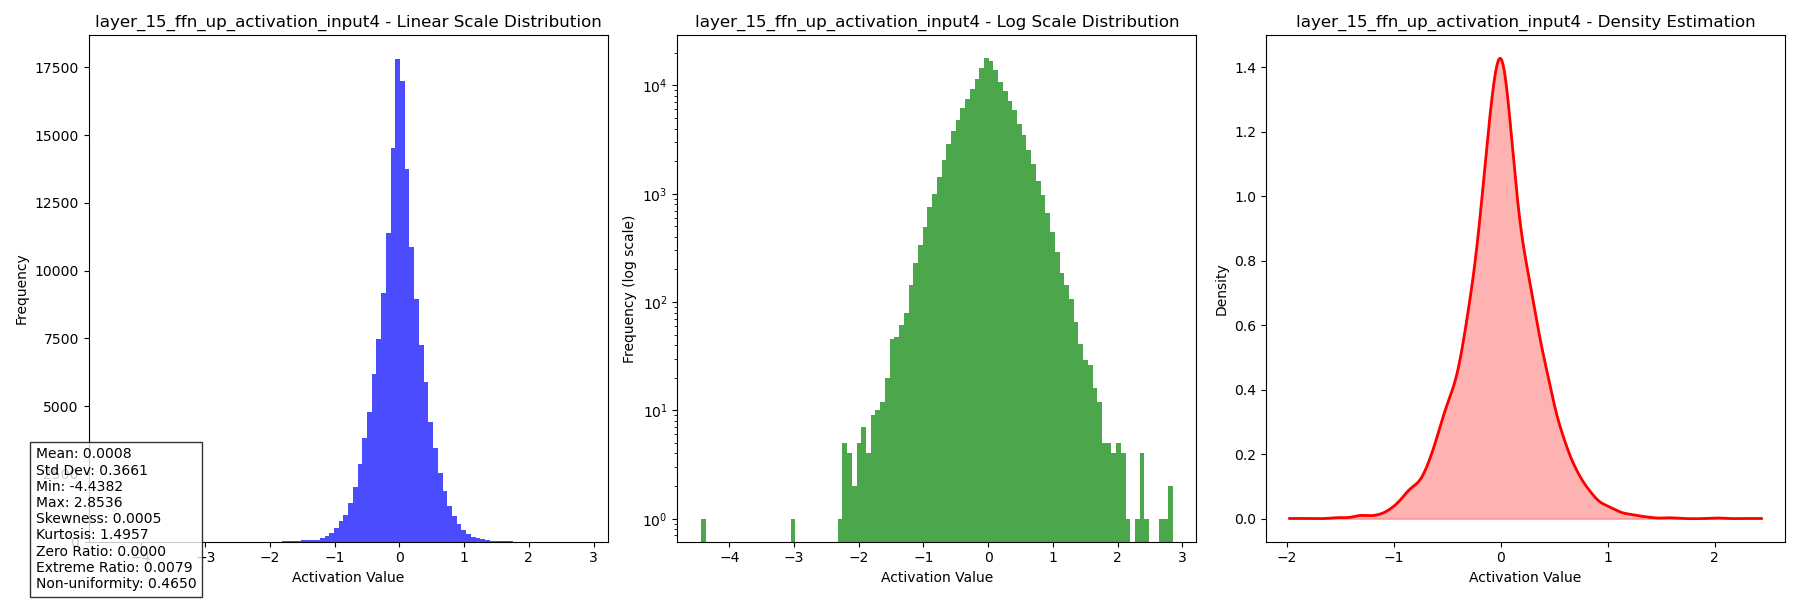 layer_15_ffn_up_activation_input4 - Linear Scale Distribution
17500
15000
12500
10000
7500
5000
2500
0
Frequency
−4 −3 −2 −1 0 1 2 3
Activation Value
Mean: 0.0008
Std Dev: 0.3661
Min: -4.4382
Max: 2.8536
Skewness: 0.0005
Kurtosis: 1.4957
Zero Ratio: 0.0000
Extreme Ratio: 0.0079
Non-uniformity: 0.4650
layer_15_ffn_up_activation_input4 - Log Scale Distribution
10⁴
10³
10²
10¹
10⁰
Frequency (log scale)
−4 −3 −2 −1 0 1 2 3
Activation Value
layer_15_ffn_up_activation_input4 - Density Estimation
1.4
1.2
1.0
0.8
0.6
0.4
0.2
0.0
Density
−2 −1 0 1 2
Activation Value